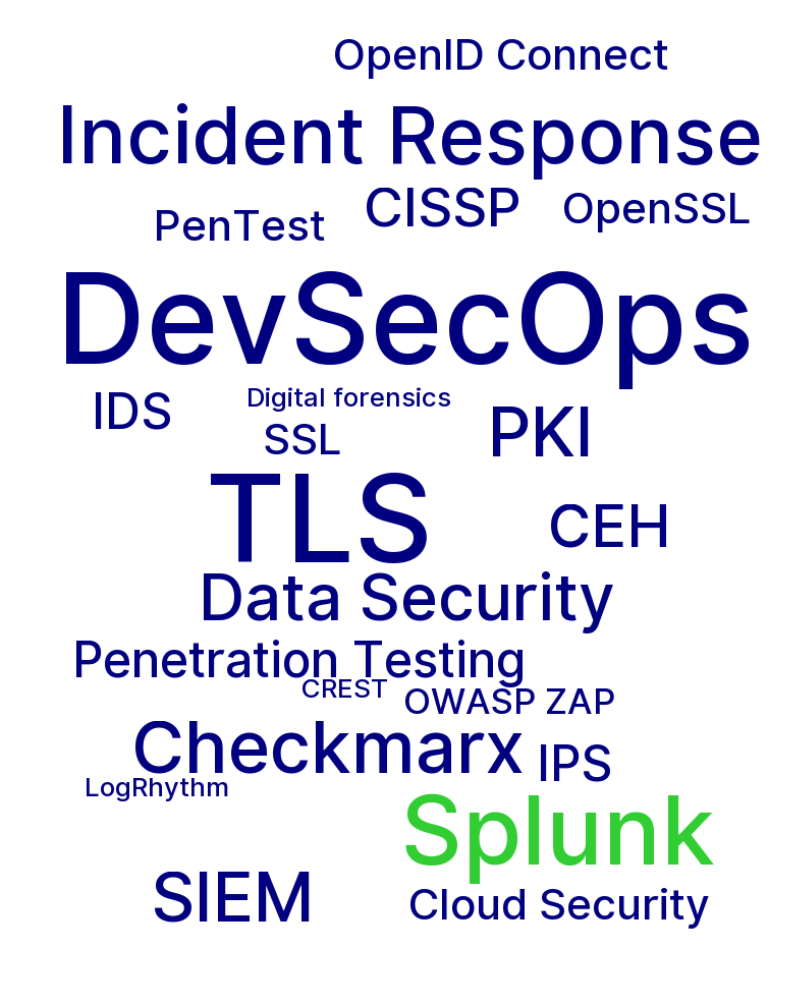 OpenID Connect
Incident Response
CISSP
PenTest
OpenSSL
DevSecOps
IDS
Digital forensics
SSL
PKI
TLS
CEH
Data Security
Penetration Testing
CREST
OWASP ZAP
Checkmarx
IPS
LogRhythm
Splunk
SIEM
Cloud Security